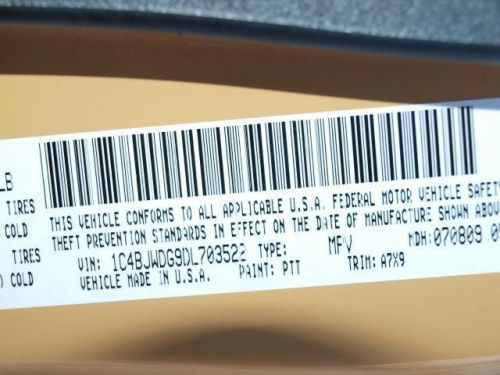 LB
TIRES
COLD
TIRES
COLD
THIS VEHICLE CONFORMS TO ALL APPLICABLE U.S.A. FEDERAL MOTOR VEHICLE SAFETY
THEFT PREVENTION STANDARDS IN EFFECT ON THE DATE OF MANUFACTURE SHOWN ABOV
VIN: 1C4BJWDG9DL703522 TYPE: MPV MDH:070809
VEHICLE MADE IN U.S.A. PAINT: PTT TRIM: A7X9